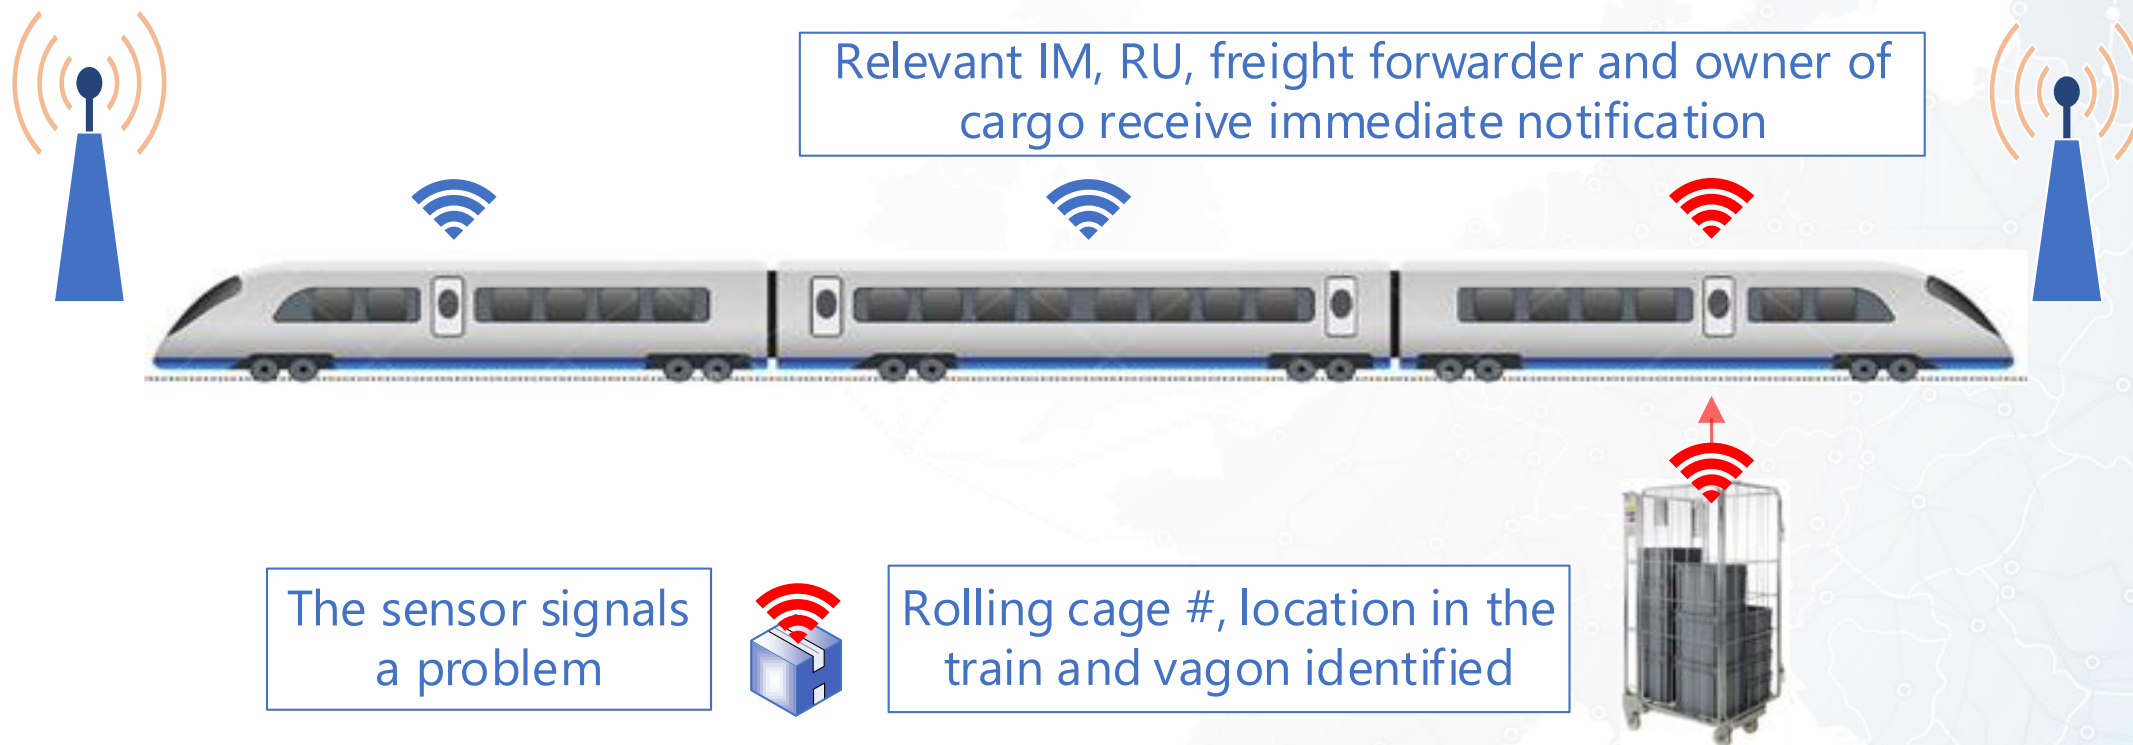 Relevant IM, RU, freight forwarder and owner of
cargo receive immediate notification
The sensor signals
a problem
Rolling cage #, location in the
train and vagon identified